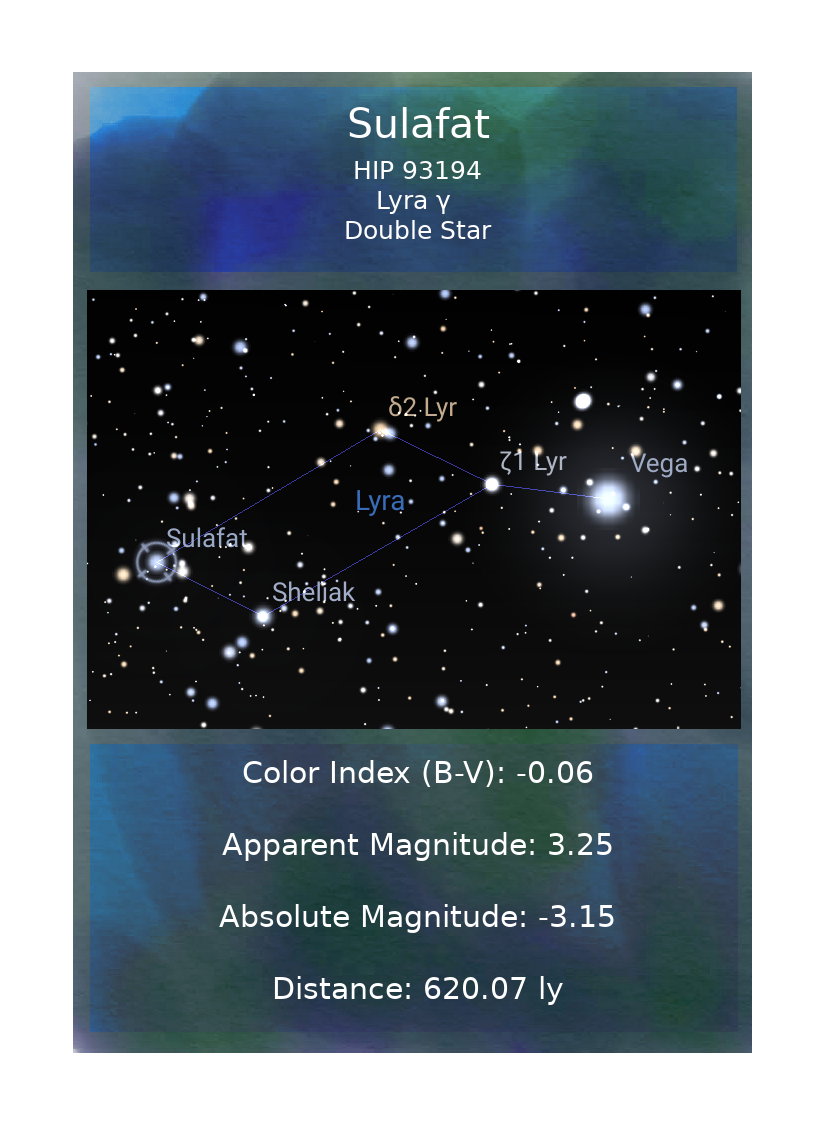 Sulafat
HIP 93194
Lyra γ
Double Star
δ2 Lyr
ζ1 Lyr
Vega
Lyra
Sulafat
Sheliak
Color Index (B-V): -0.06
Apparent Magnitude: 3.25
Absolute Magnitude: -3.15
Distance: 620.07 ly